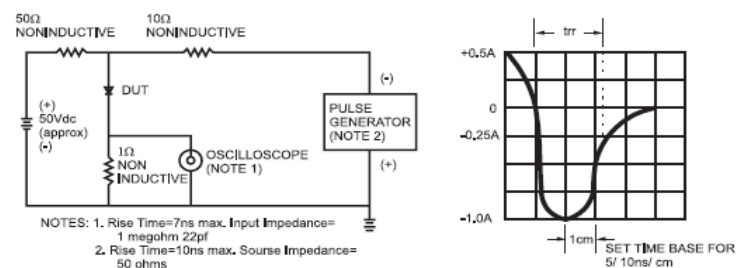 50Ω
NONINDUCTIVE
10Ω
NONINDUCTIVE
DUT
(+)
50Vdc
(approx)
(-)
1Ω
NON
INDUCTIVE
OSCILLOSCOPE
(NOTE 1)
(-)
PULSE
GENERATOR
(NOTE 2)
(+)
NOTES: 1. Rise Time=7ns max. Input Impedance=
1 megohm 22pf
2. Rise Time=10ns max. Sourse Impedance=
50 ohms
trr
+0.5A
0
-0.25A
-1.0A
1cm
SET TIME BASE FOR
5/ 10ns/ cm